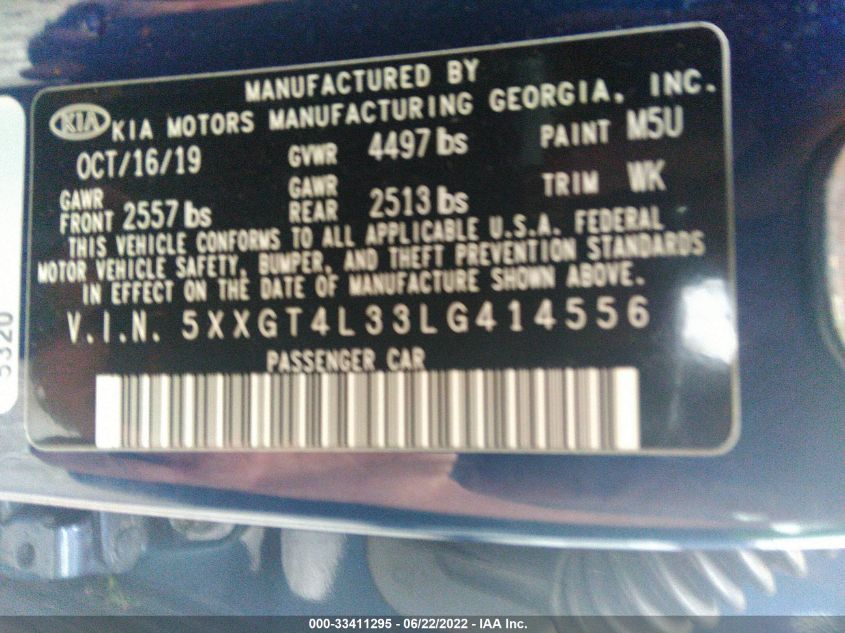 MANUFACTURED BY
KIA KIA MOTORS MANUFACTURING GEORGIA, INC.
OCT/16/19 GVWR 4497 lbs PAINT M5U
GAWR FRONT 2557 lbs GAWR REAR 2513 lbs TRIM WK
THIS VEHICLE CONFORMS TO ALL APPLICABLE U.S.A. FEDERAL
MOTOR VEHICLE SAFETY, BUMPER, AND THEFT PREVENTION STANDARDS
IN EFFECT ON THE DATE OF MANUFACTURE SHOWN ABOVE.
V.I.N. 5XXGT4L33LG414556
PASSENGER CAR
5320
000-33411295 - 06/22/2022 - IAA Inc.